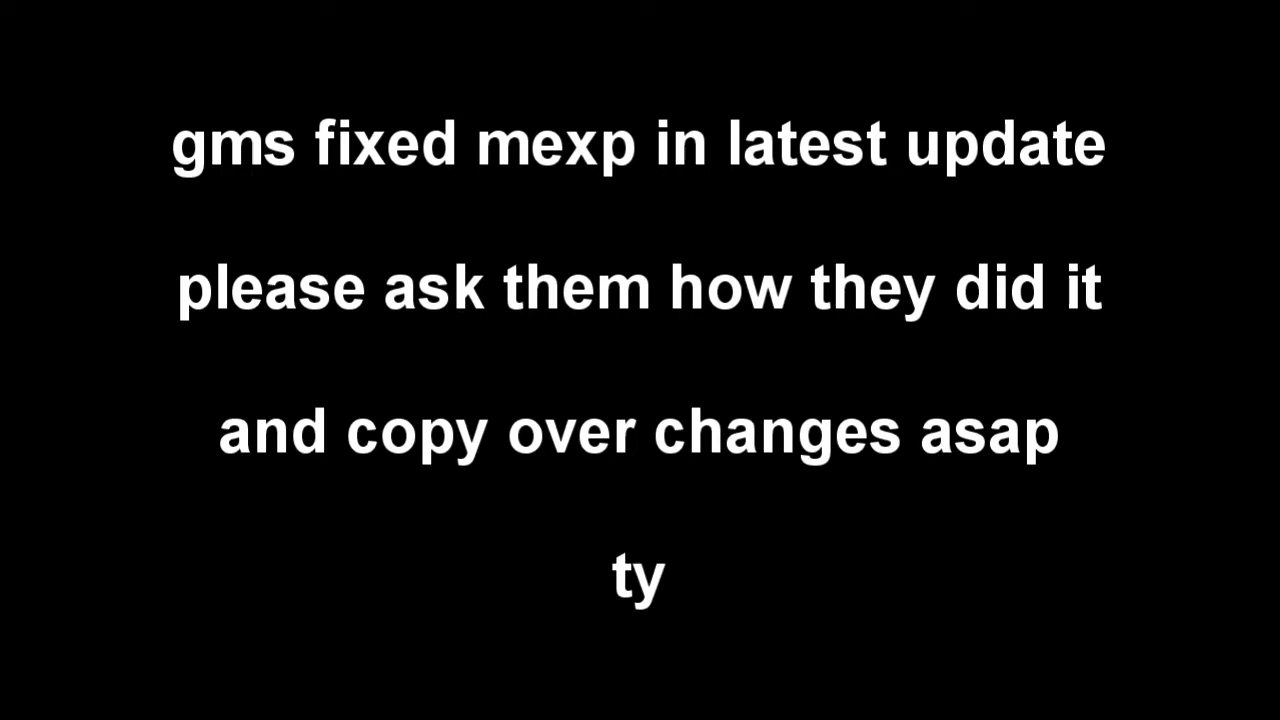 gms fixed mexp in latest update
please ask them how they did it
and copy over changes asap
ty